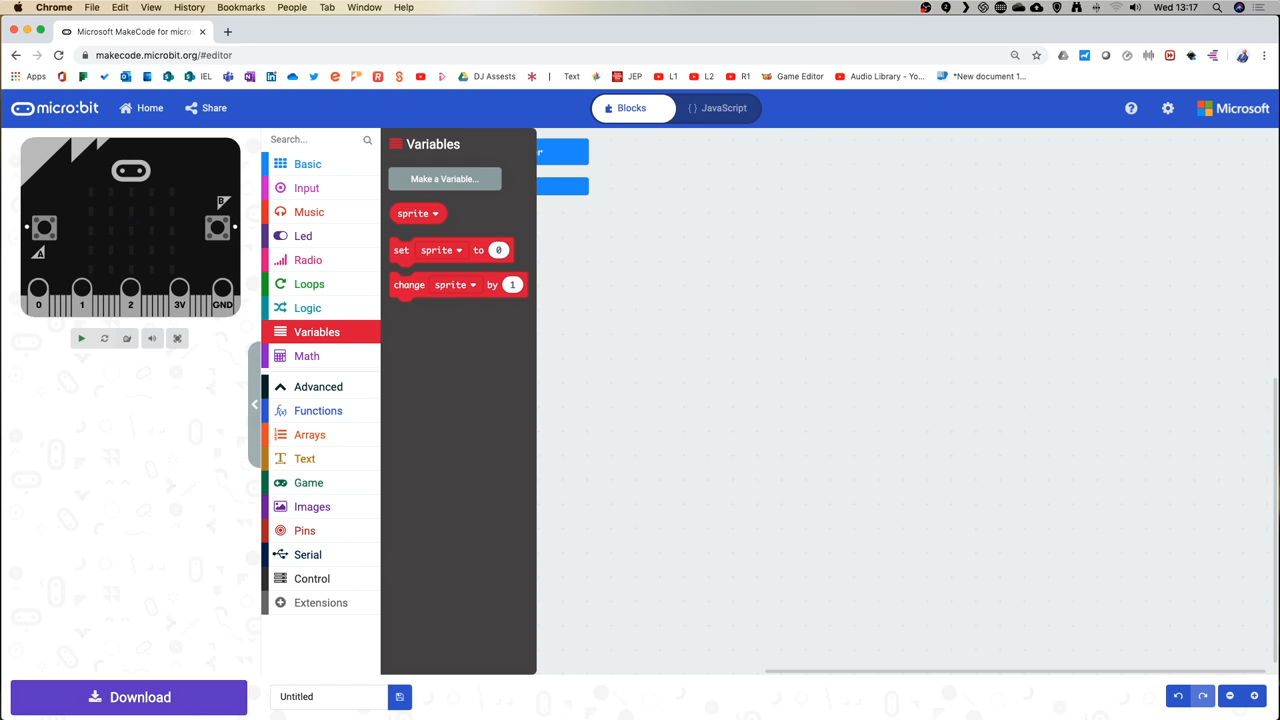 Chrome File Edit View History Bookmarks People Tab Window Help Wed 13:17
Microsoft MakeCode for micro:
makecode.microbit.org/#editor
Apps IEL DJ Assests Text JEP L1 L2 R1 Game Editor Audio Library - Yo... *New document 1...
micro:bit Home Share Blocks {} JavaScript Microsoft
Search...
Basic
Input
Music
Led
Radio
Loops
Logic
Variables
Math
Advanced
Functions
Arrays
Text
Game
Images
Pins
Serial
Control
Extensions
Variables
Make a Variable...
sprite
set sprite to 0
change sprite by 1
r
B
A
0 1 2 3V GND
Download
Untitled